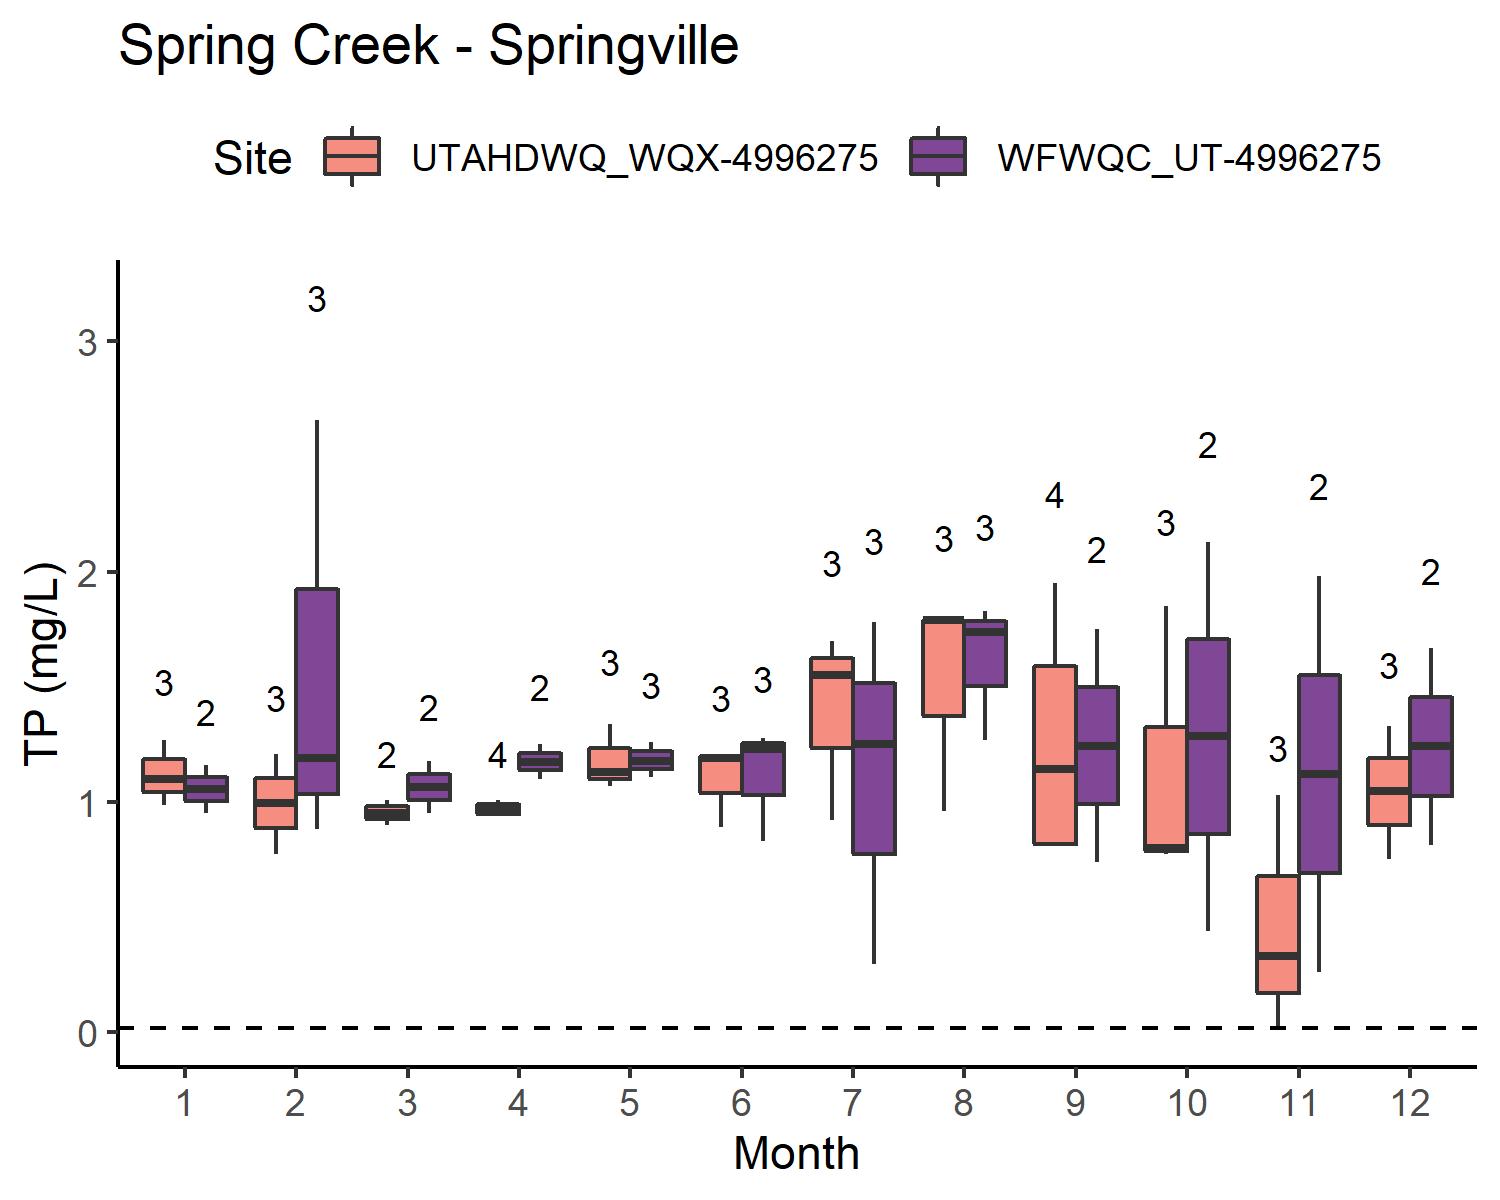 Spring Creek - Springville
Site UTAHDWQ_WQX-4996275 WFWQC_UT-4996275
TP (mg/L)
3
2
1
0
3 2 3 3 2 2 4 2 3 3 3 3 3 3 3 3 4 2 3 2 3 2 3 2
1 2 3 4 5 6 7 8 9 10 11 12
Month